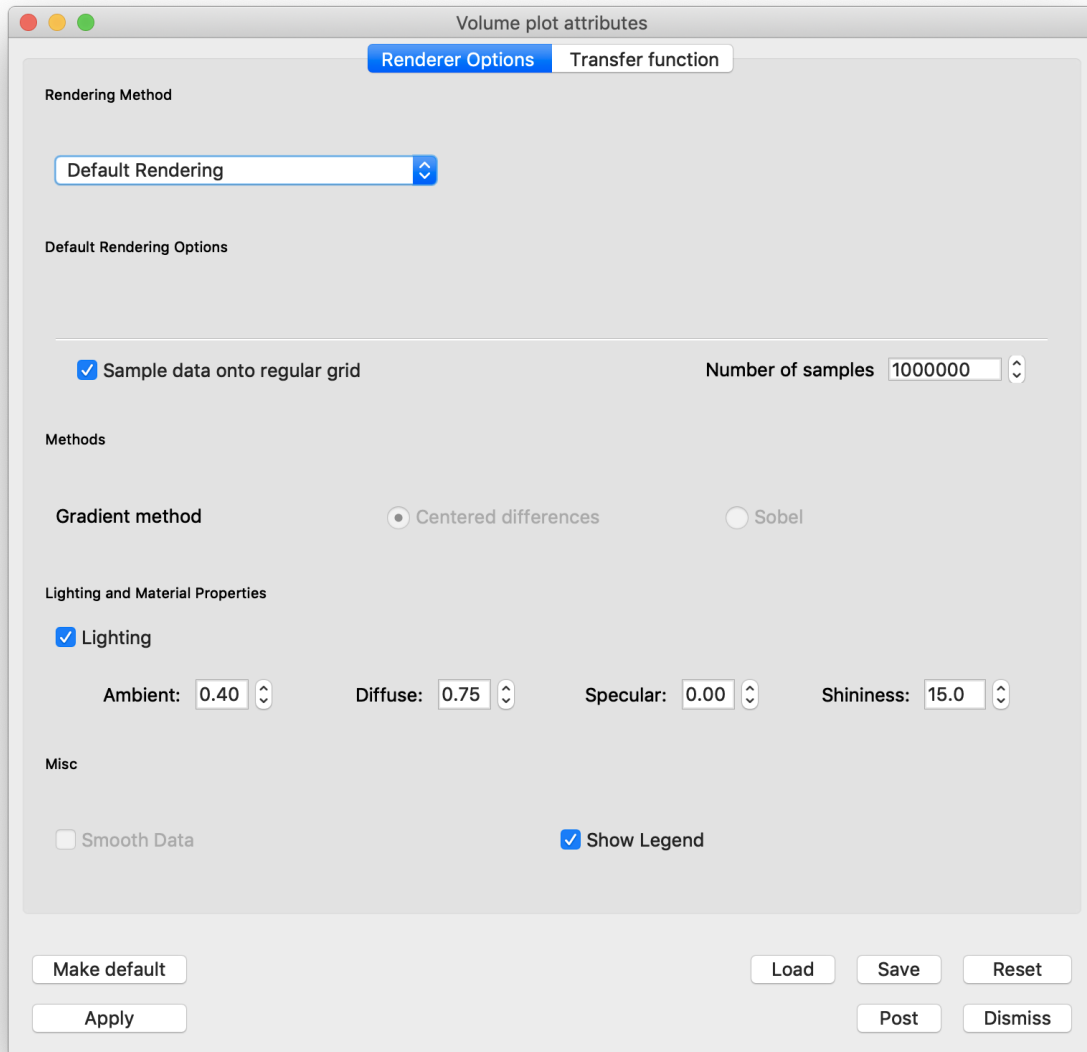 Volume plot attributes
Renderer Options Transfer function
Rendering Method
Default Rendering
Default Rendering Options
Sample data onto regular grid Number of samples 1000000
Methods
Gradient method Centered differences Sobel
Lighting and Material Properties
Lighting
Ambient: 0.40 Diffuse: 0.75 Specular: 0.00 Shininess: 15.0
Misc
Smooth Data Show Legend
Make default Load Save Reset
Apply Post Dismiss